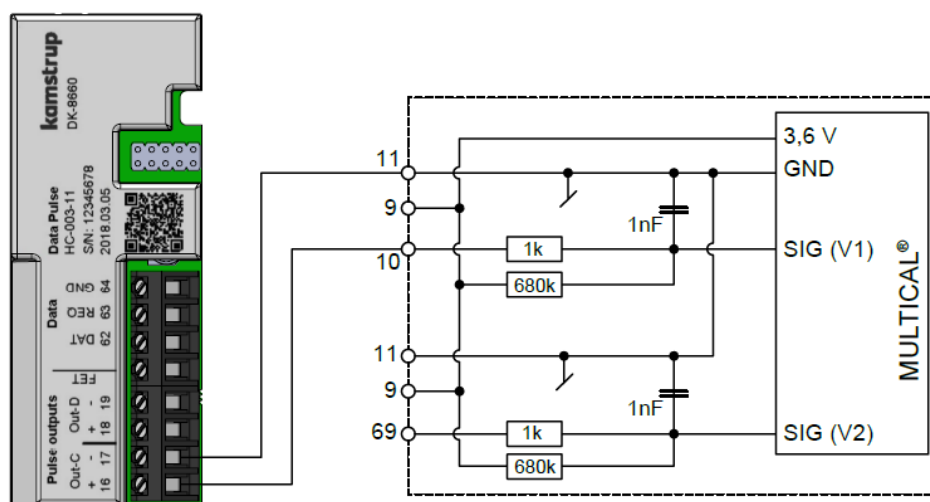 kamstrup
DK-8660
Data Pulse
HC-003-11
S/N: 12345678
2018.03.05
Data
GND 64
REQ 63
DAT 62
FET
Pulse outputs
Out-D
- 19
+ 18
Out-C
- 17
+ 16
11
9
10
11
9
69
1k
680k
1nF
1k
680k
1nF
3,6 V
GND
SIG (V1)
SIG (V2)
MULTICAL®